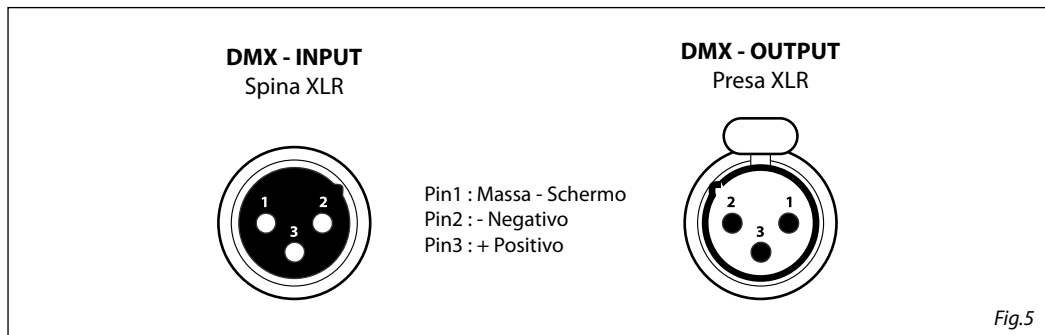 DMX - INPUT
Spina XLR
DMX - OUTPUT
Presa XLR
1
2
3
Pin1 : Massa - Schermo
Pin2 : - Negativo
Pin3 : + Positivo
2
1
3
Fig.5